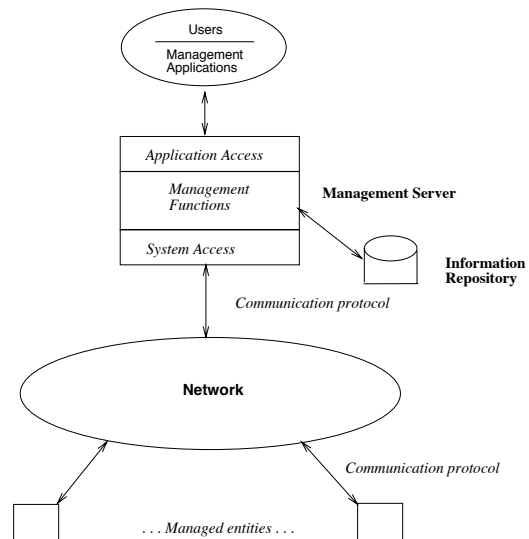 Users
Management
Applications
Application Access
Management
Functions
Management Server
System Access
Information
Repository
Communication protocol
Network
Communication protocol
. . . Managed entities . . .